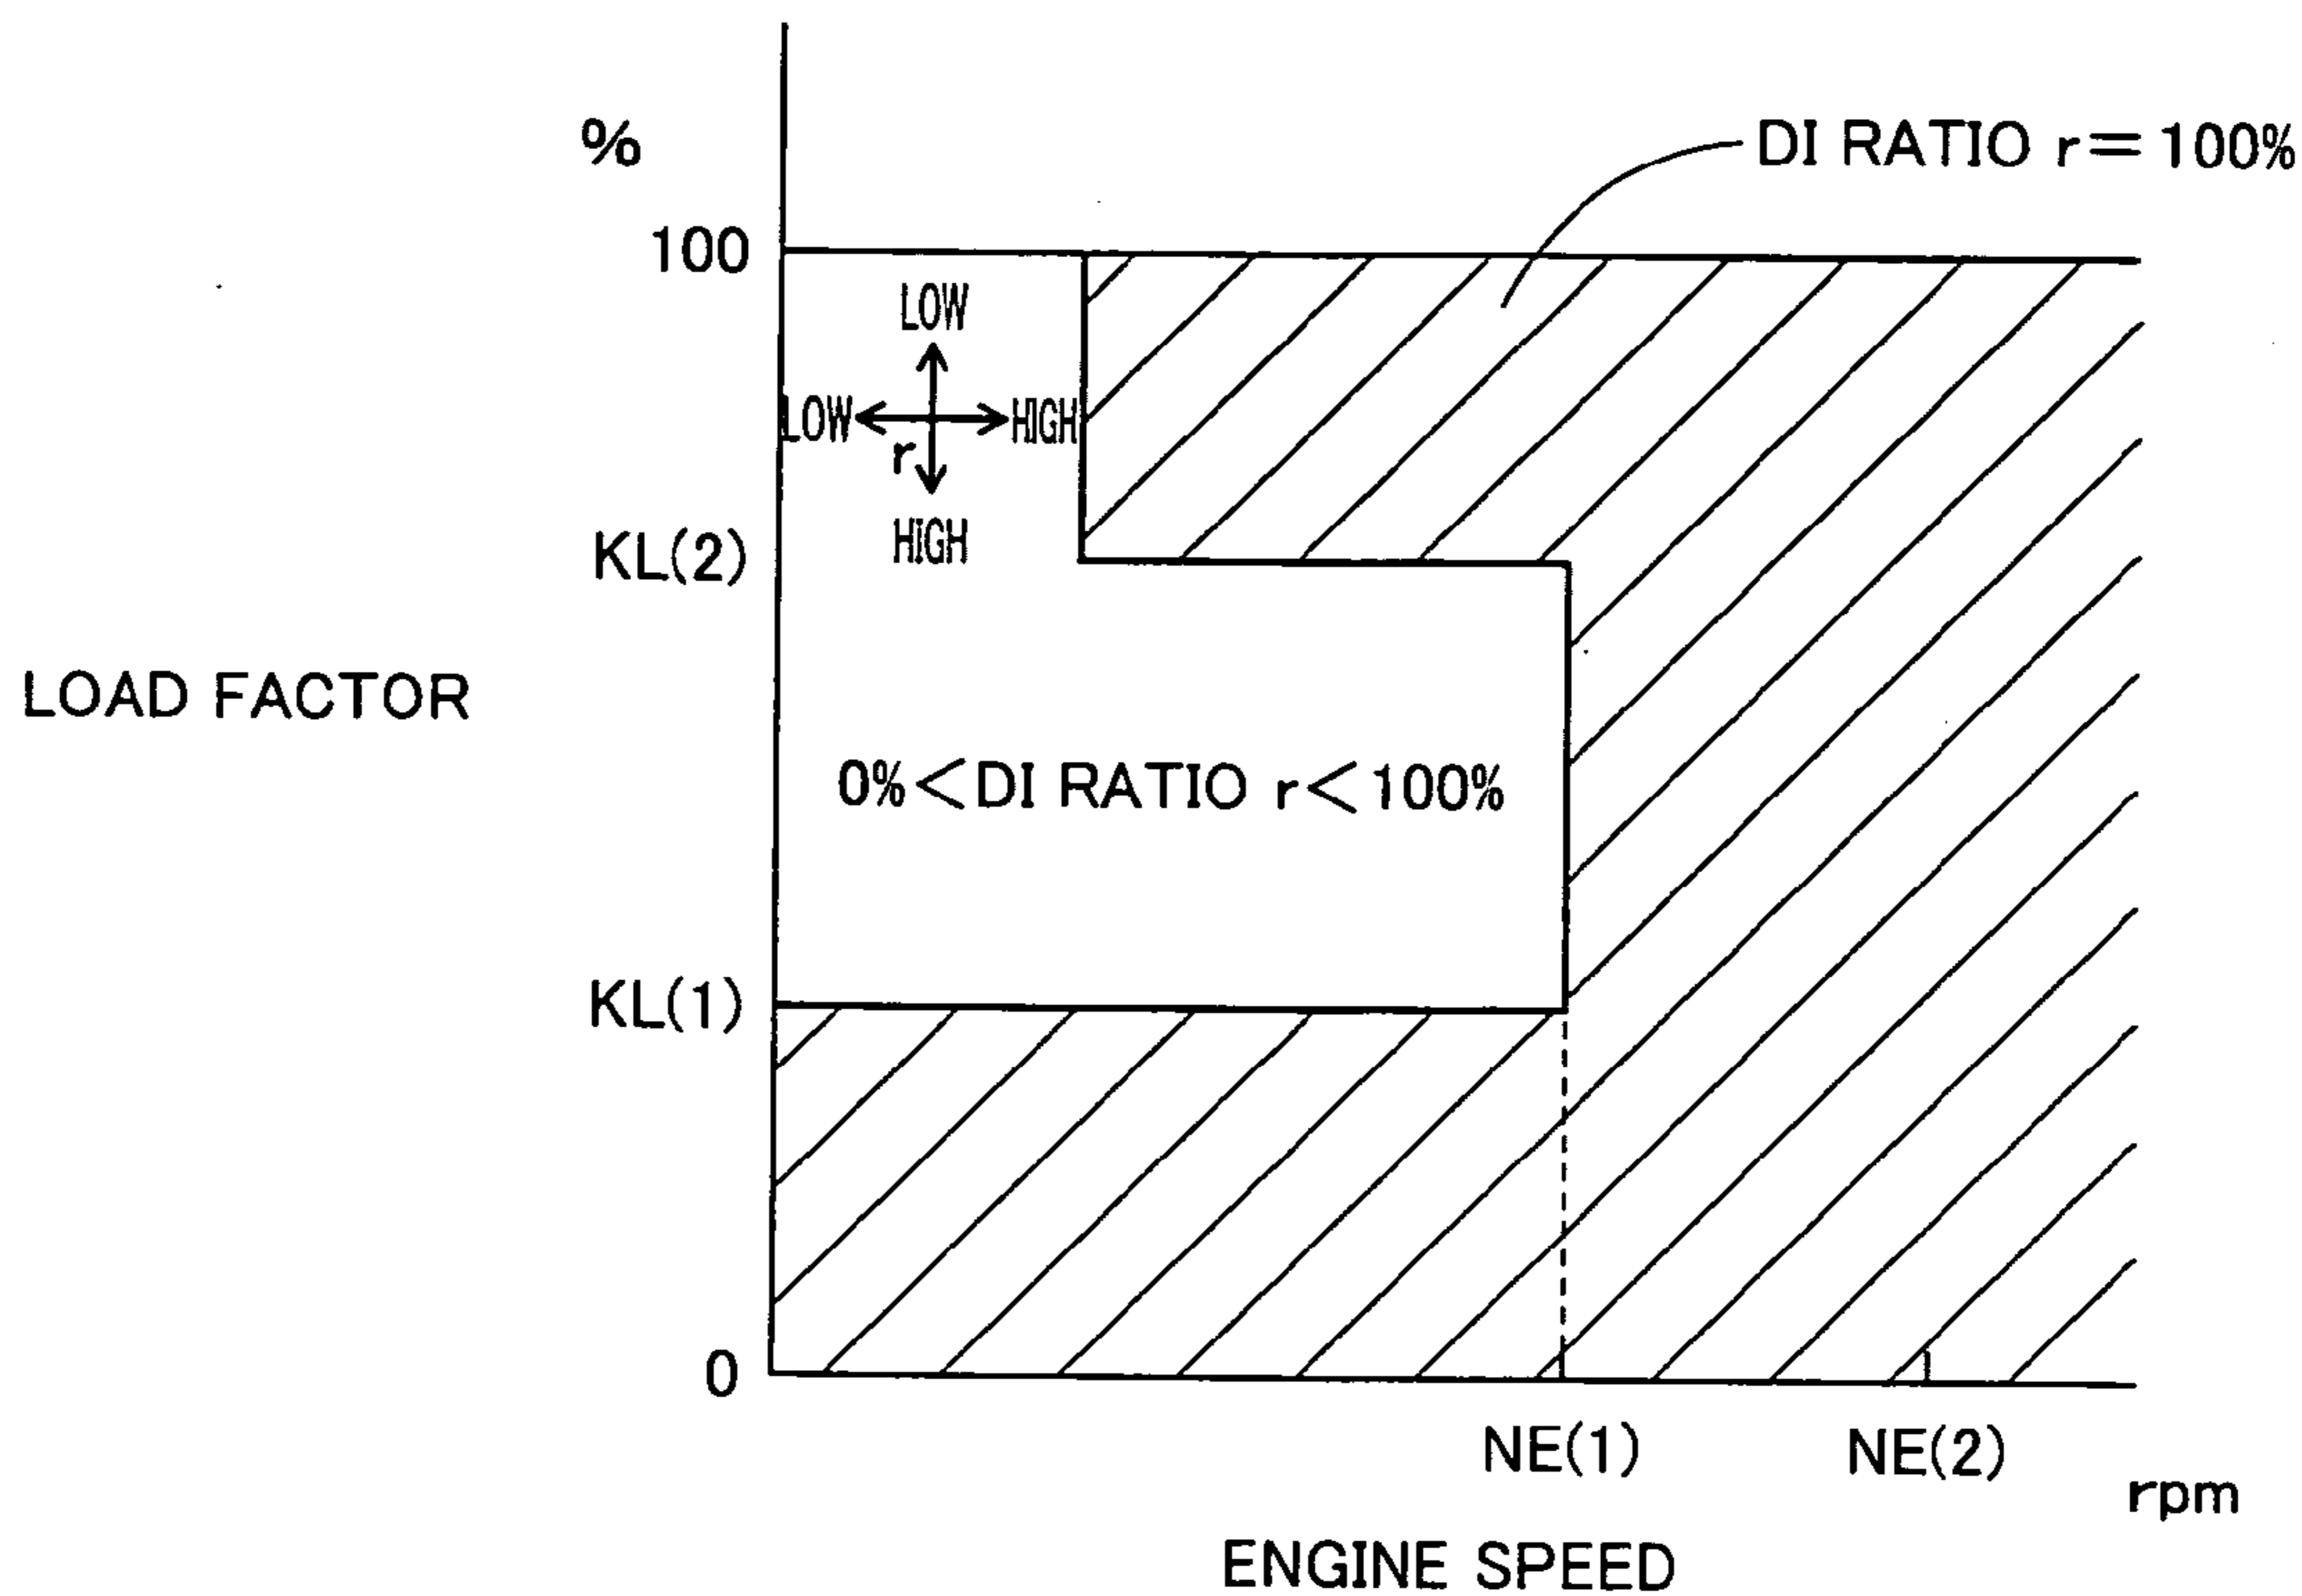 %
DI RATIO r=100%
100
LOW
LOW
HIGH
r
HIGH
KL(2)
LOAD FACTOR
0%<DI RATIO r<100%
KL(1)
0
NE(1)
NE(2)
rpm
ENGINE SPEED